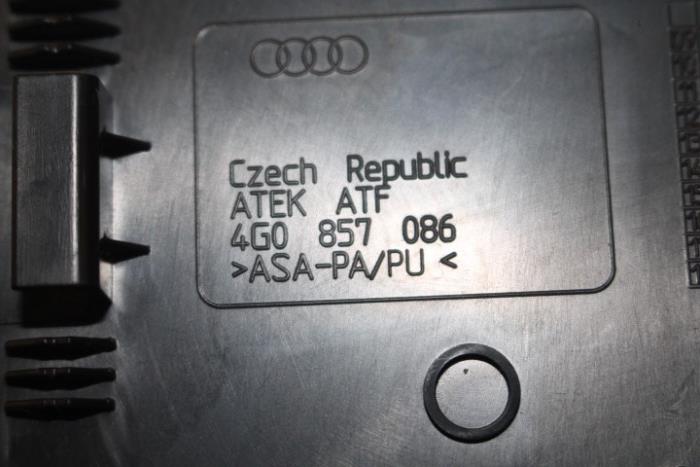 Czech Republic
ATEK ATF
4G0 857 086
>ASA-PA/PU<